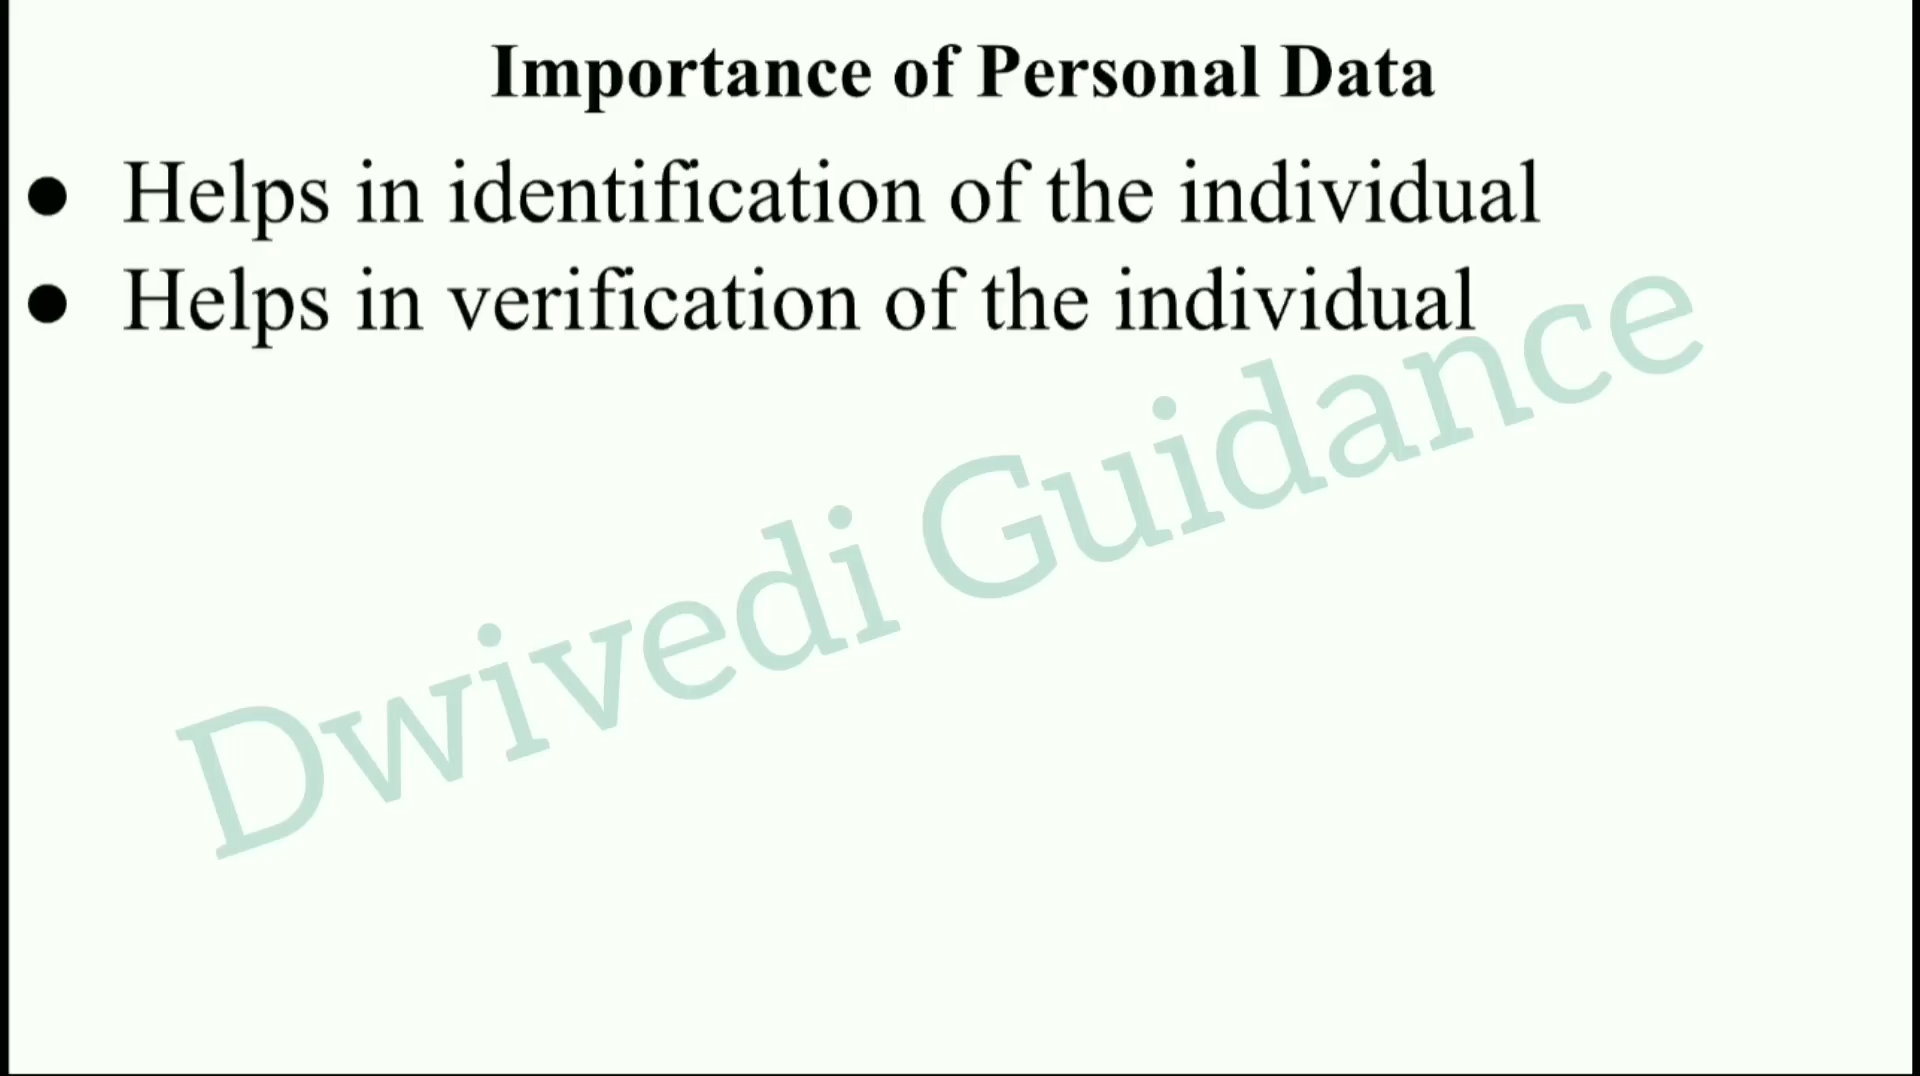 Importance of Personal Data
● Helps in identification of the individual
● Helps in verification of the individual
Dwivedi Guidance